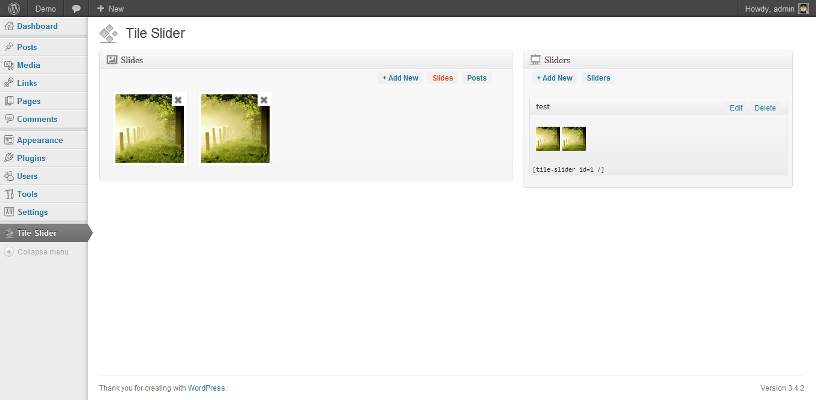 Demo
New
Howdy, admin
Dashboard
Posts
Media
Links
Pages
Comments
Appearance
Plugins
Users
Tools
Settings
Tile Slider
Collapse menu
Tile Slider
Slides
+ Add New Slides Posts
Sliders
+ Add New Sliders
test Edit Delete
[tile-slider id=1 /]
Thank you for creating with WordPress.
Version 3.4.2